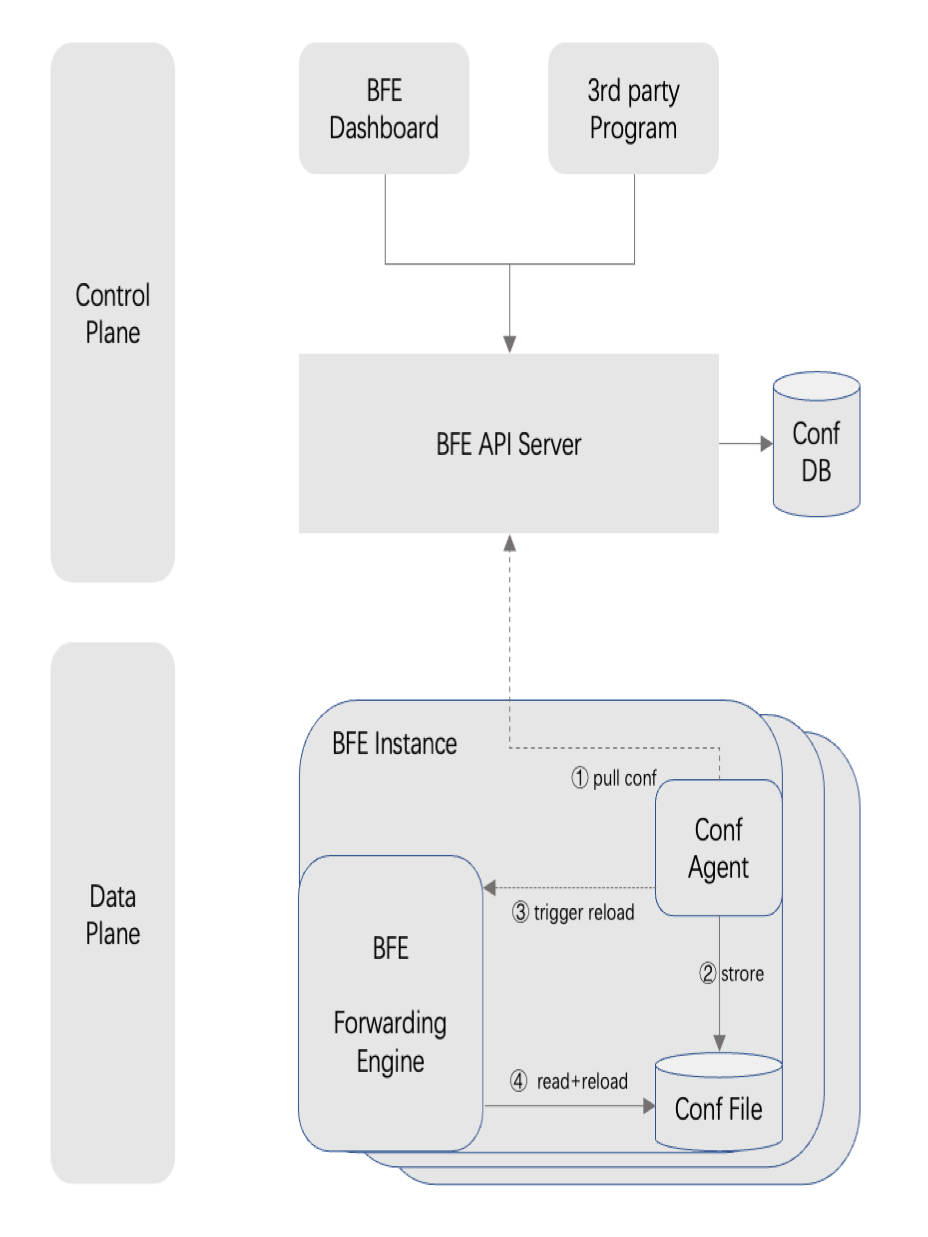 BFE
Dashboard
3rd party
Program
Control
Plane
BFE API Server
Conf
DB
BFE Instance
① pull conf
Conf
Agent
Data
Plane
③ trigger reload
BFE
Forwarding
Engine
② strore
④ read+reload
Conf File